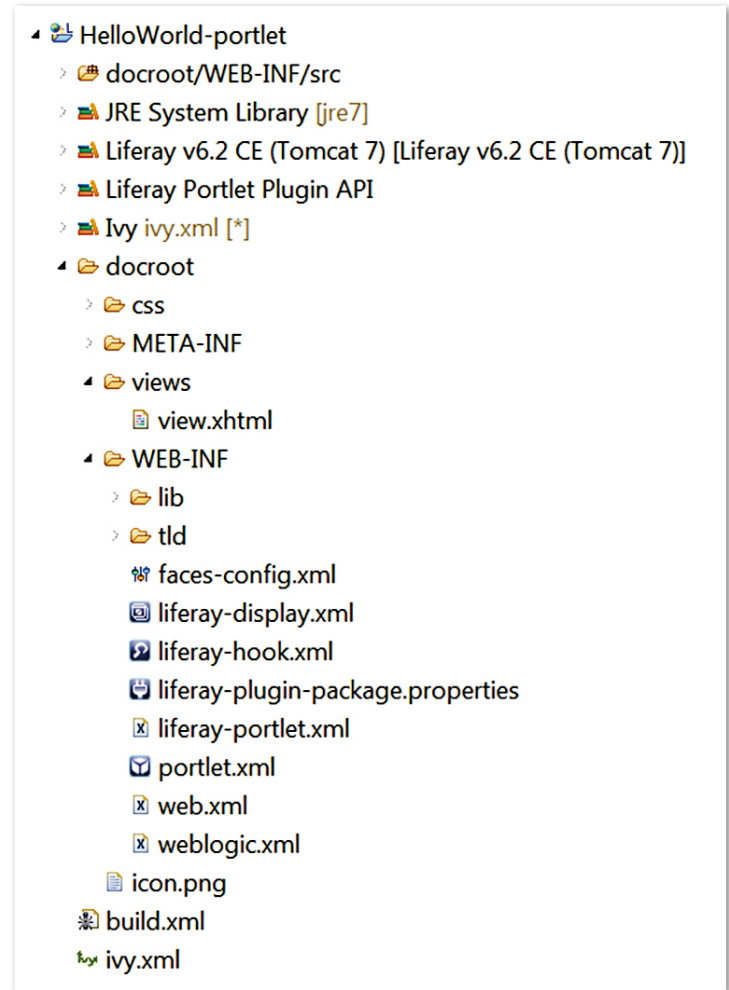 HelloWorld-portlet
docroot/WEB-INF/src
JRE System Library [jre7]
Liferay v6.2 CE (Tomcat 7) [Liferay v6.2 CE (Tomcat 7)]
Liferay Portlet Plugin API
Ivy ivy.xml [*]
docroot
css
META-INF
views
view.xhtml
WEB-INF
lib
tld
faces-config.xml
liferay-display.xml
liferay-hook.xml
liferay-plugin-package.properties
liferay-portlet.xml
portlet.xml
web.xml
weblogic.xml
icon.png
build.xml
ivy.xml